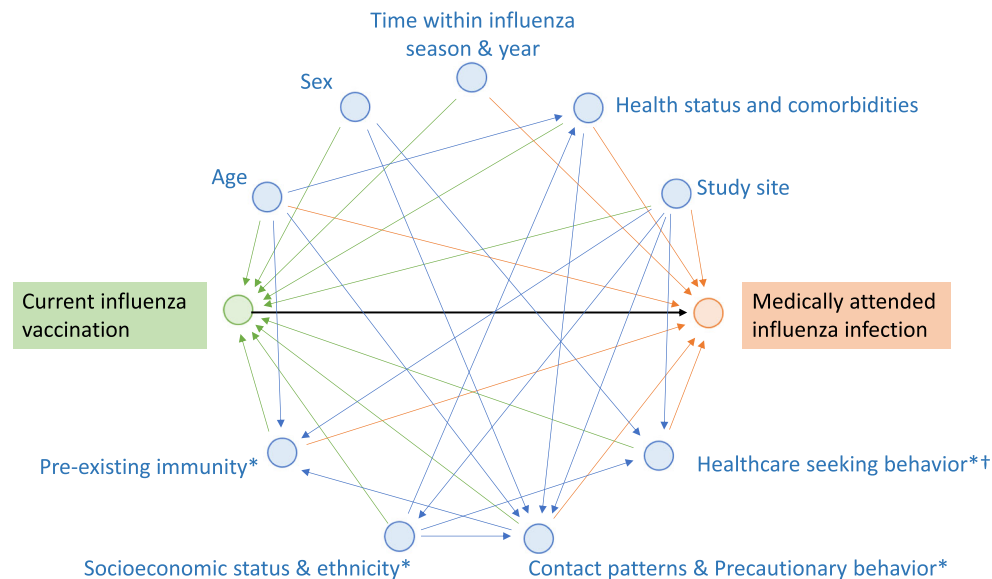 Time within influenza
season & year
Sex
Health status and comorbidities
Age
Study site
Current influenza
vaccination
Medically attended
influenza infection
Pre-existing immunity*
Healthcare seeking behavior*†
Socioeconomic status & ethnicity*
Contact patterns & Precautionary behavior*